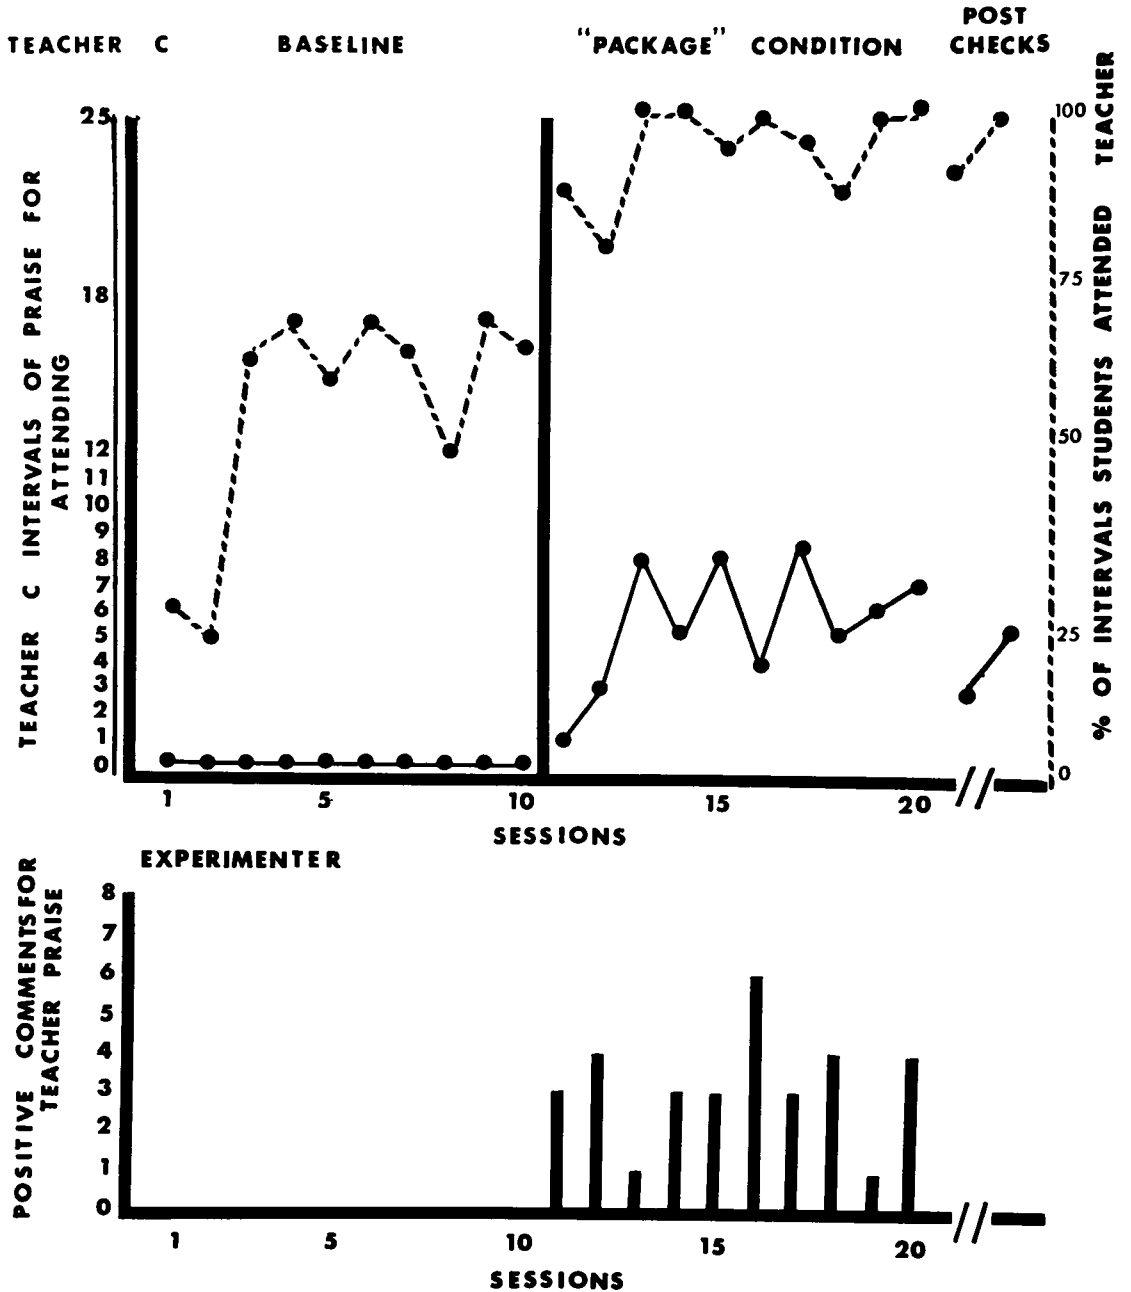 TEACHER C
BASELINE
"PACKAGE" CONDITION
POST
CHECKS
TEACHER C INTERVALS OF PRAISE FOR
ATTENDING
25
18
12
11
10
9
8
7
6
5
4
3
2
1
0
100
75
50
25
0
% OF INTERVALS STUDENTS ATTENDED TEACHER
1 5 10 15 20
SESSIONS
EXPERIMENTER
POSITIVE COMMENTS FOR
TEACHER PRAISE
8
7
6
5
4
3
2
1
0
1 5 10 15 20
SESSIONS